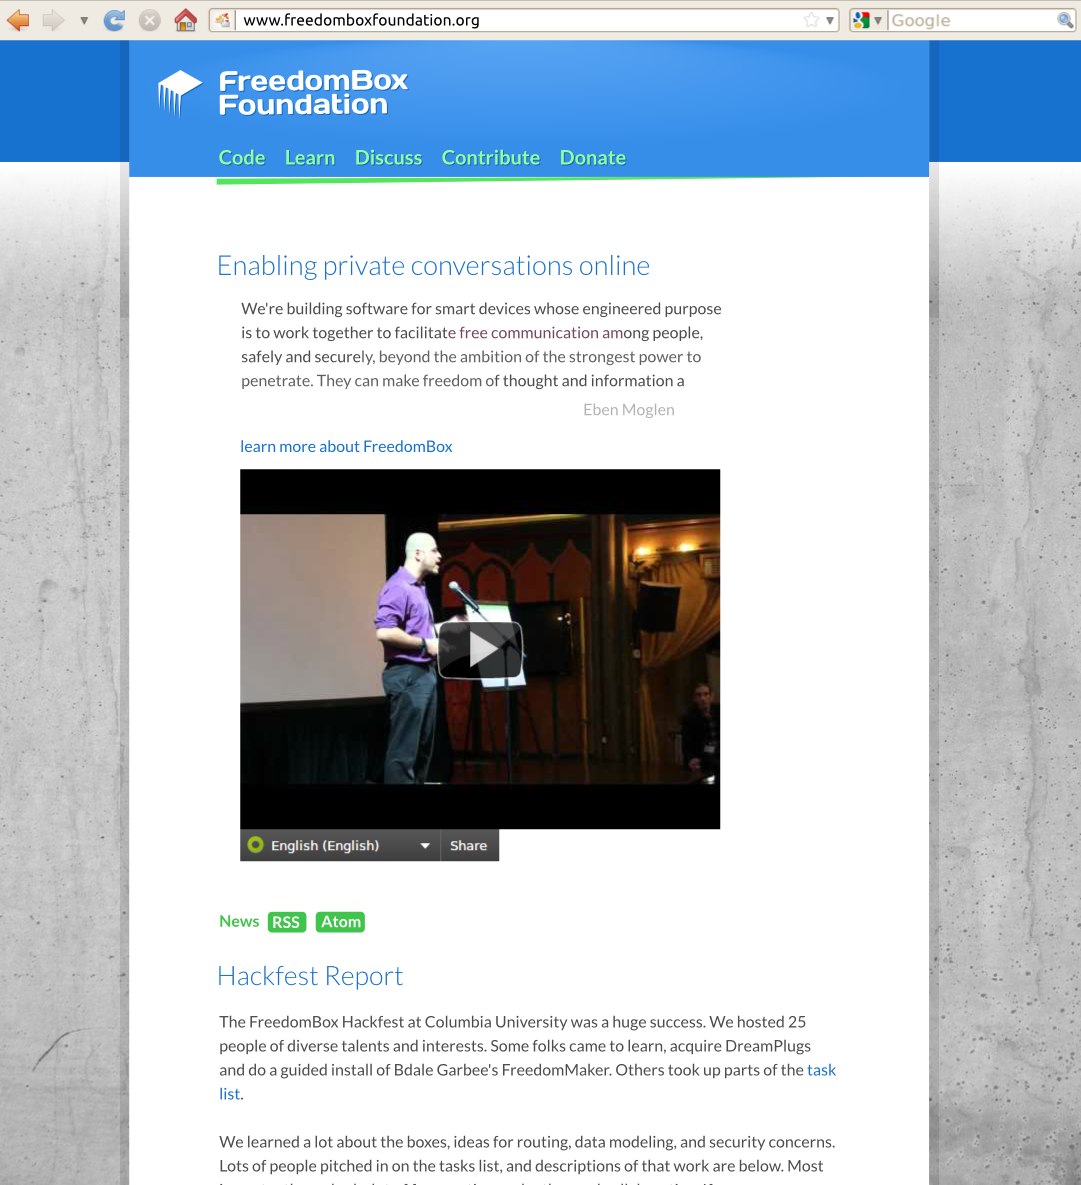 www.freedomboxfoundation.org
Google
FreedomBox
Foundation
Code Learn Discuss Contribute Donate
Enabling private conversations online
We're building software for smart devices whose engineered purpose
is to work together to facilitate free communication among people,
safely and securely, beyond the ambition of the strongest power to
penetrate. They can make freedom of thought and information a
Eben Moglen
learn more about FreedomBox
English (English) Share
News RSS Atom
Hackfest Report
The FreedomBox Hackfest at Columbia University was a huge success. We hosted 25
people of diverse talents and interests. Some folks came to learn, acquire DreamPlugs
and do a guided install of Bdale Garbee's FreedomMaker. Others took up parts of the task
list.
We learned a lot about the boxes, ideas for routing, data modeling, and security concerns.
Lots of people pitched in on the tasks list, and descriptions of that work are below. Most